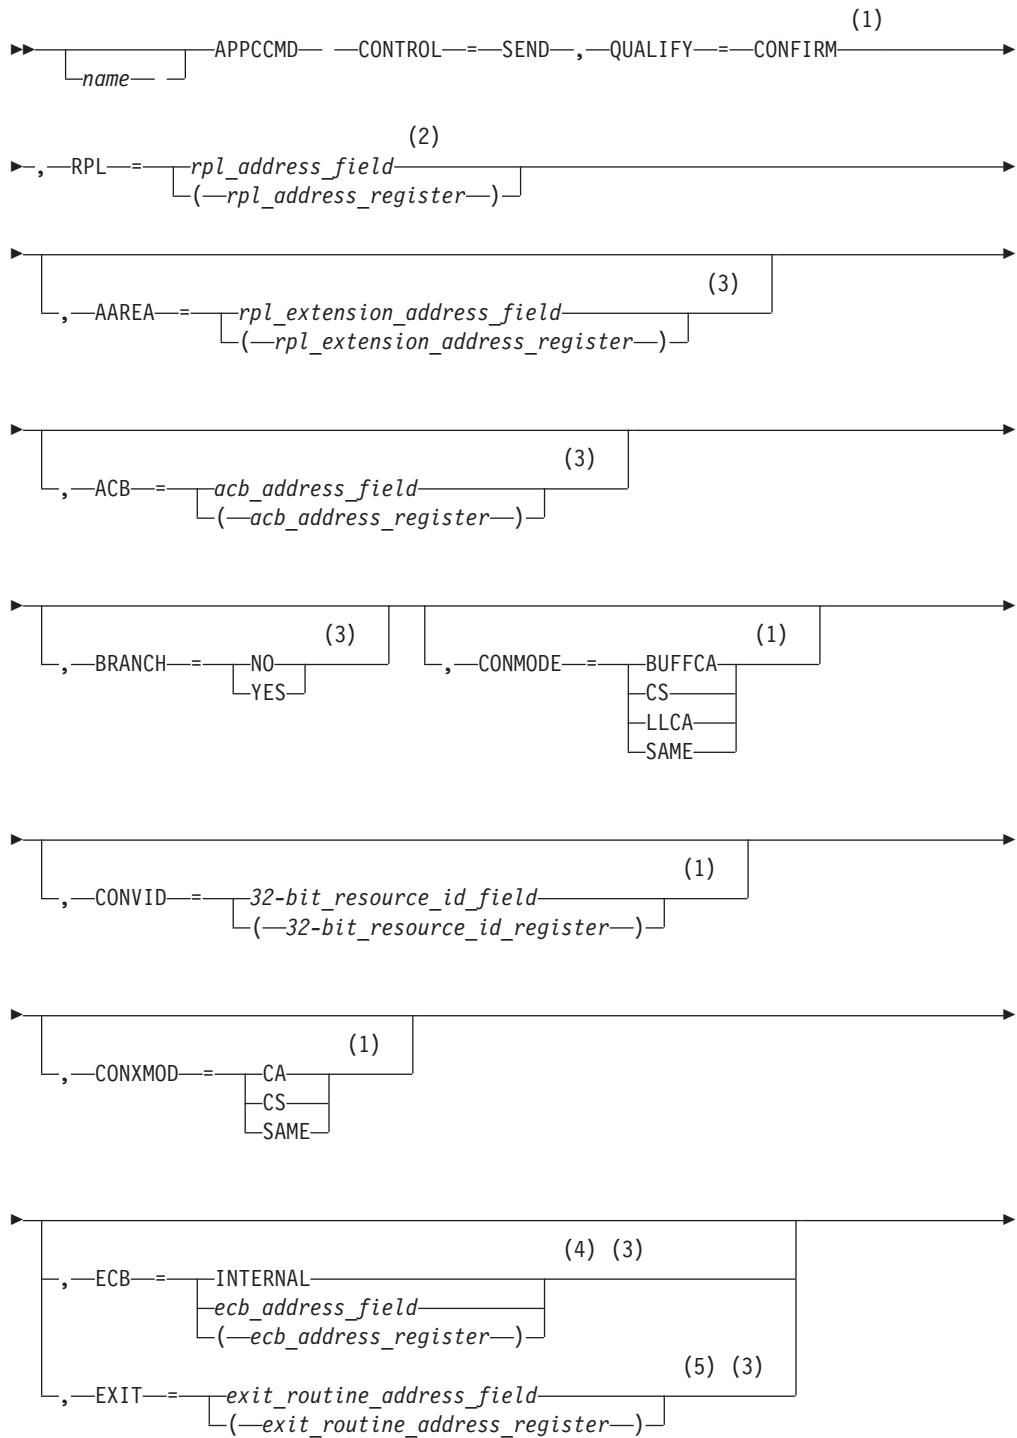 (1)
APPCCMD CONTROL = SEND , QUALIFY = CONFIRM
name
(2)
, RPL = rpl_address_field
( rpl_address_register )
(3)
, AAREA = rpl_extension_address_field
( rpl_extension_address_register )
(3)
, ACB = acb_address_field
( acb_address_register )
(3) (1)
, BRANCH = NO , CONMODE = BUFFCA
YES CS
LLCA
SAME
(1)
, CONVID = 32-bit_resource_id_field
( 32-bit_resource_id_register )
(1)
, CONXMOD = CA
CS
SAME
(4) (3)
, ECB = INTERNAL
ecb_address_field
( ecb_address_register )
(5) (3)
, EXIT = exit_routine_address_field
( exit_routine_address_register )